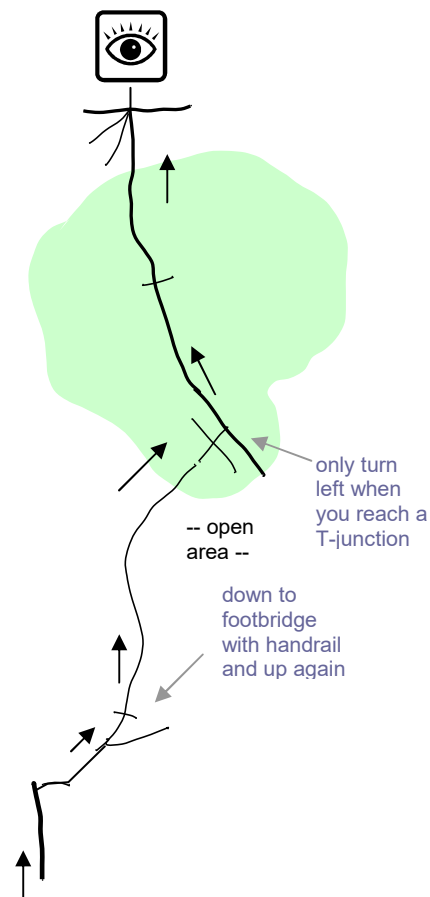 only turn
left when
you reach a
T-junction
-- open
area --
down to
footbridge
with handrail
and up again